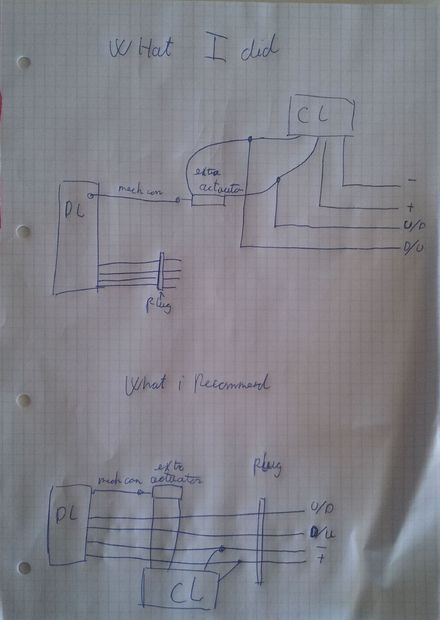 What I did
CL
extra
actuator
mech con
DL
-
+
U/D
D/U
plug
What i Recommend
extra
actuator
mech con
plug
DL
U/D
D/U
-
+
CL